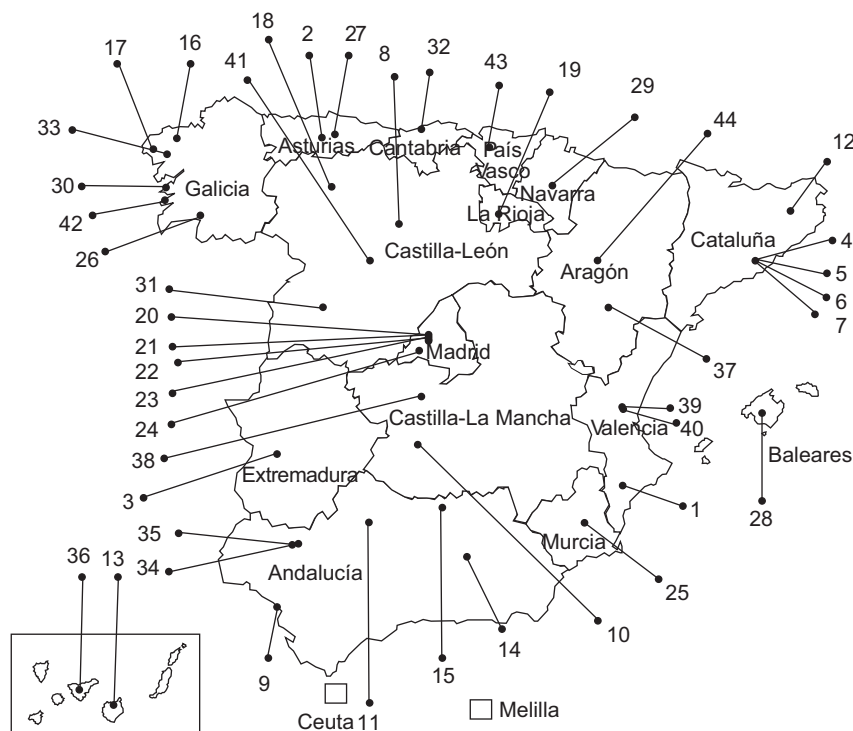 18
2
27
32
17
16
41
8
43
19
29
44
12
33
Asturias
Cantabria
País
Vasco
30
Galicia
Navarra
La Rioja
42
26
Castilla-León
Cataluña
4
Aragón
5
6
7
31
20
21
Madrid
22
37
23
24
Castilla-La Mancha
39
Valencia
40
38
Extremadura
Baleares
3
1
28
35
Murcia
36
13
34
Andalucía
25
10
14
9
15
Ceuta
11
Melilla